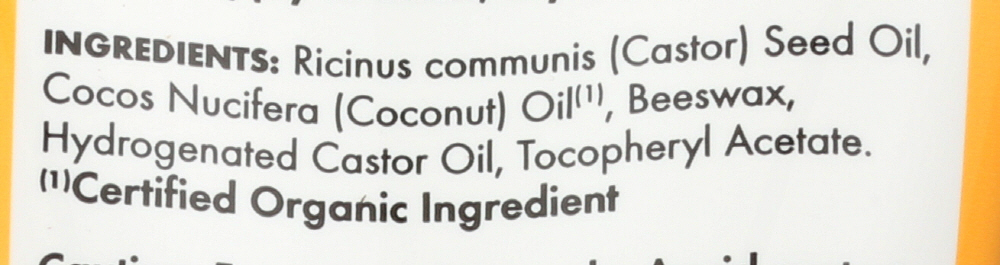 INGREDIENTS: Ricinus communis (Castor) Seed Oil,
Cocos Nucifera (Coconut) Oil(1), Beeswax,
Hydrogenated Castor Oil, Tocopheryl Acetate.
(1)Certified Organic Ingredient